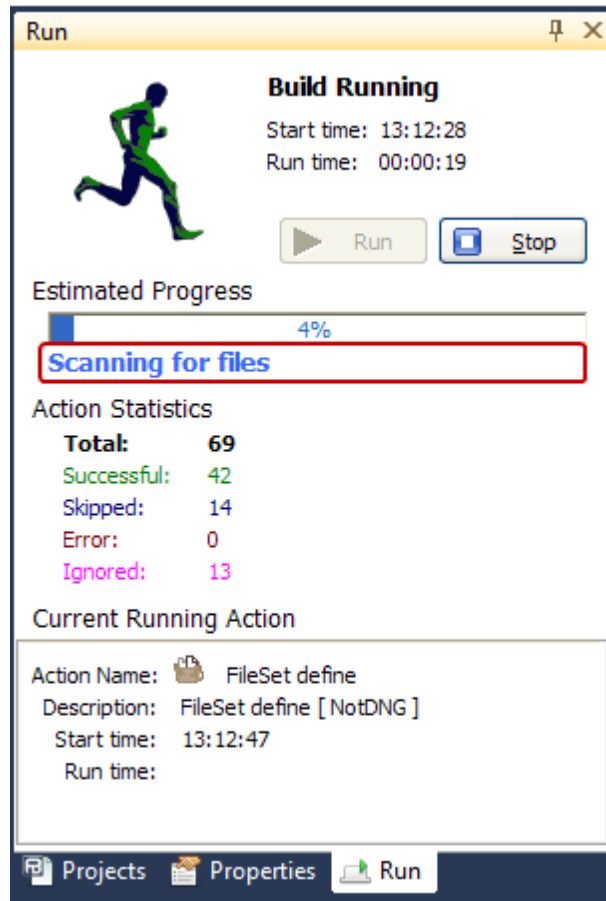 Run
Build Running
Start time: 13:12:28
Run time: 00:00:19
Run Stop
Estimated Progress
4%
Scanning for files
Action Statistics
Total: 69
Successful: 42
Skipped: 14
Error: 0
Ignored: 13
Current Running Action
Action Name: FileSet define
Description: FileSet define [ NotDNG ]
Start time: 13:12:47
Run time:
Projects Properties Run